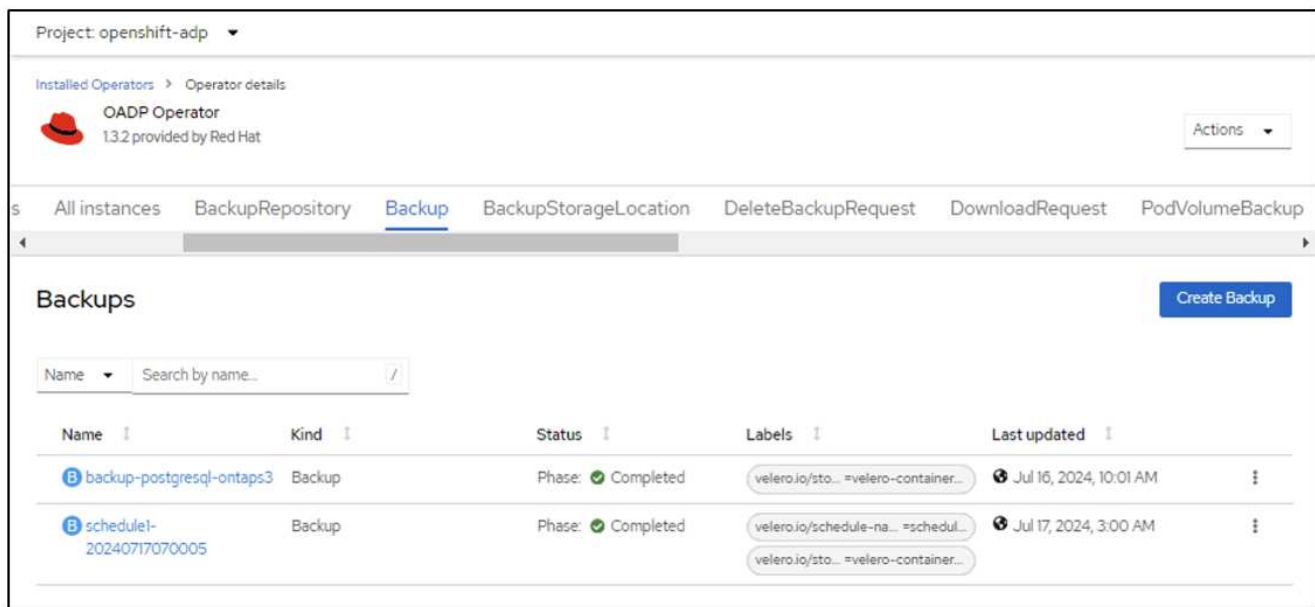 Project: openshift-adp
Installed Operators > Operator details
OADP Operator
1.3.2 provided by Red Hat
Actions
s All instances BackupRepository Backup BackupStorageLocation DeleteBackupRequest DownloadRequest PodVolumeBackup
Backups
Create Backup
Name Search by name... /
Name Kind Status Labels Last updated
B backup-postgresql-ontaps3 Backup Phase: Completed velero.io/sto... =velero-container... Jul 16, 2024, 10:01 AM
B schedule1- Backup Phase: Completed velero.io/schedule-na... =schedul... Jul 17, 2024, 3:00 AM
20240717070005
velero.io/sto... =velero-container...